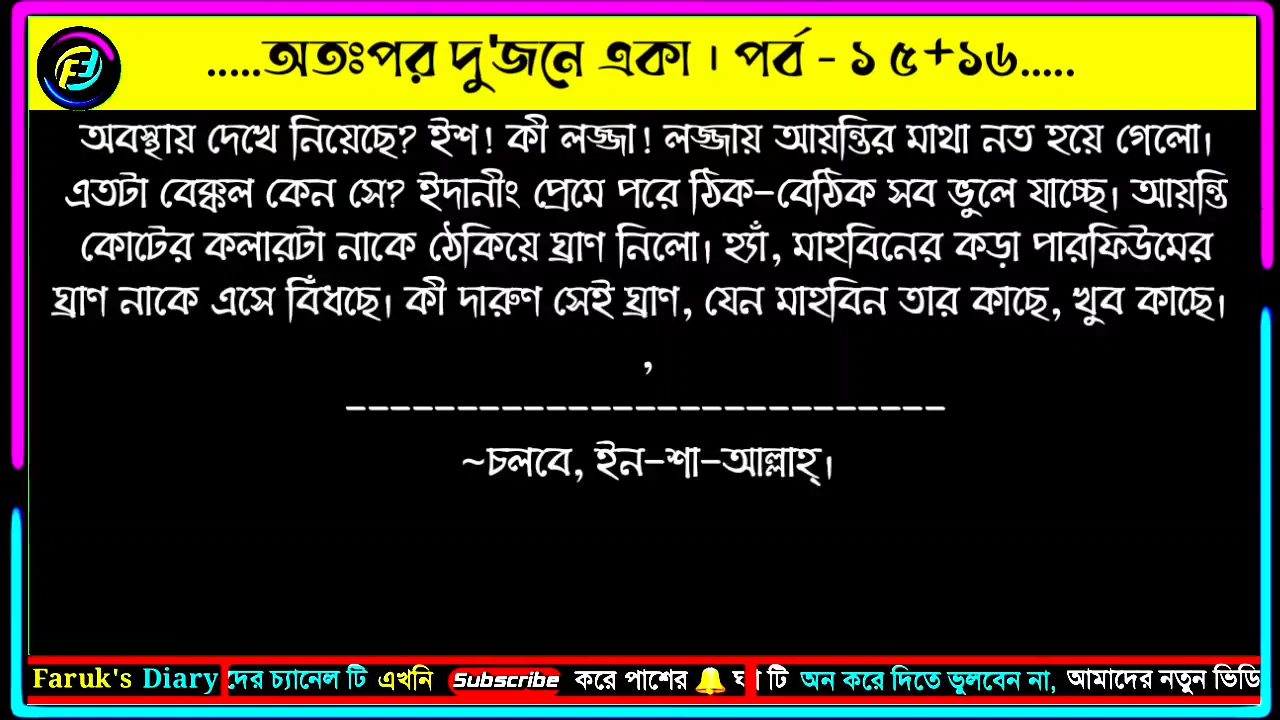 .....অতঃপর দু'জনে একা । পর্ব - ১৫+১৬.....
অবস্থায় দেখে নিয়েছে? ইশ! কী লজ্জা! লজ্জায় আয়ন্তির মাথা নত হয়ে গেলো।
এতটা বেক্কল কেন সে? ইদানীং প্রেমে পরে ঠিক-বেঠিক সব ভুলে যাচ্ছে। আয়ন্তি
কোটের কলারটা নাকে ঠেকিয়ে ঘ্রাণ নিলো। হ্যাঁ, মাহবিনের কড়া পারফিউমের
ঘ্রাণ নাকে এসে বিঁধছে। কী দারুণ সেই ঘ্রাণ, যেন মাহবিন তার কাছে, খুব কাছে।
,
---------------------------
~চলবে, ইন-শা-আল্লাহ্।
Faruk's Diary দের চ্যানেল টি এখনি Subscribe করে পাশের 🔔 ঘ টি অন করে দিতে ভুলবেন না, আমাদের নতুন ভিডি